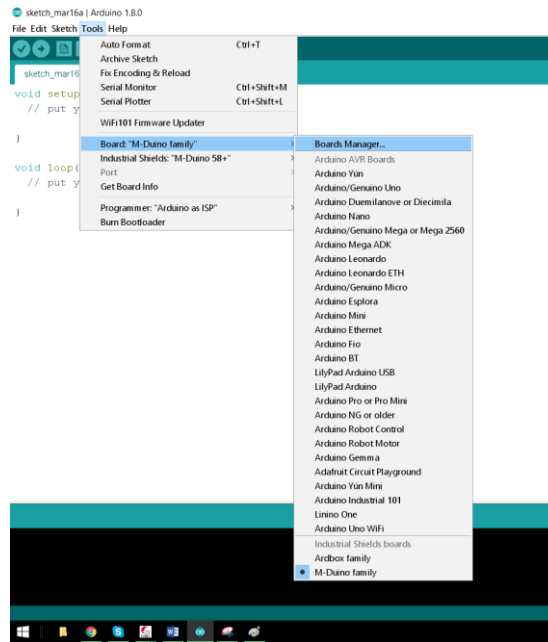 sketch_mar16a | Arduino 1.8.0
File Edit Sketch Tools Help
sketch_mar16
void setup
// put y
}
void loop(
// put y
}
Auto Format Ctrl+T
Archive Sketch
Fix Encoding & Reload
Serial Monitor Ctrl+Shift+M
Serial Plotter Ctrl+Shift+L
WiFi101 Firmware Updater
Board: "M-Duino family"
Industrial Shields: "M-Duino 58+"
Port
Get Board Info
Programmer: "Arduino as ISP"
Burn Bootloader
Boards Manager...
Arduino AVR Boards
Arduino Yún
Arduino/Genuino Uno
Arduino Duemilanove or Diecimila
Arduino Nano
Arduino/Genuino Mega or Mega 2560
Arduino Mega ADK
Arduino Leonardo
Arduino Leonardo ETH
Arduino/Genuino Micro
Arduino Esplora
Arduino Mini
Arduino Ethernet
Arduino Fio
Arduino BT
LilyPad Arduino USB
LilyPad Arduino
Arduino Pro or Pro Mini
Arduino NG or older
Arduino Robot Control
Arduino Robot Motor
Arduino Gemma
Adafruit Circuit Playground
Arduino Yún Mini
Arduino Industrial 101
Linino One
Arduino Uno WiFi
Industrial Shields boards
Ardbox family
M-Duino family